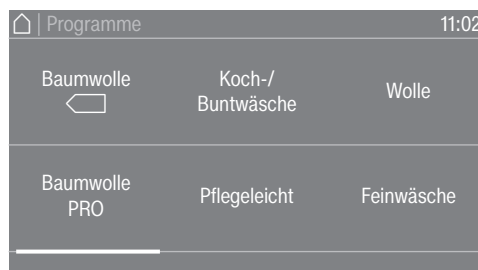 | Programme 11:02
Baumwolle
Koch-/
Buntwäsche
Wolle
Baumwolle
PRO
Pflegeleicht
Feinwäsche